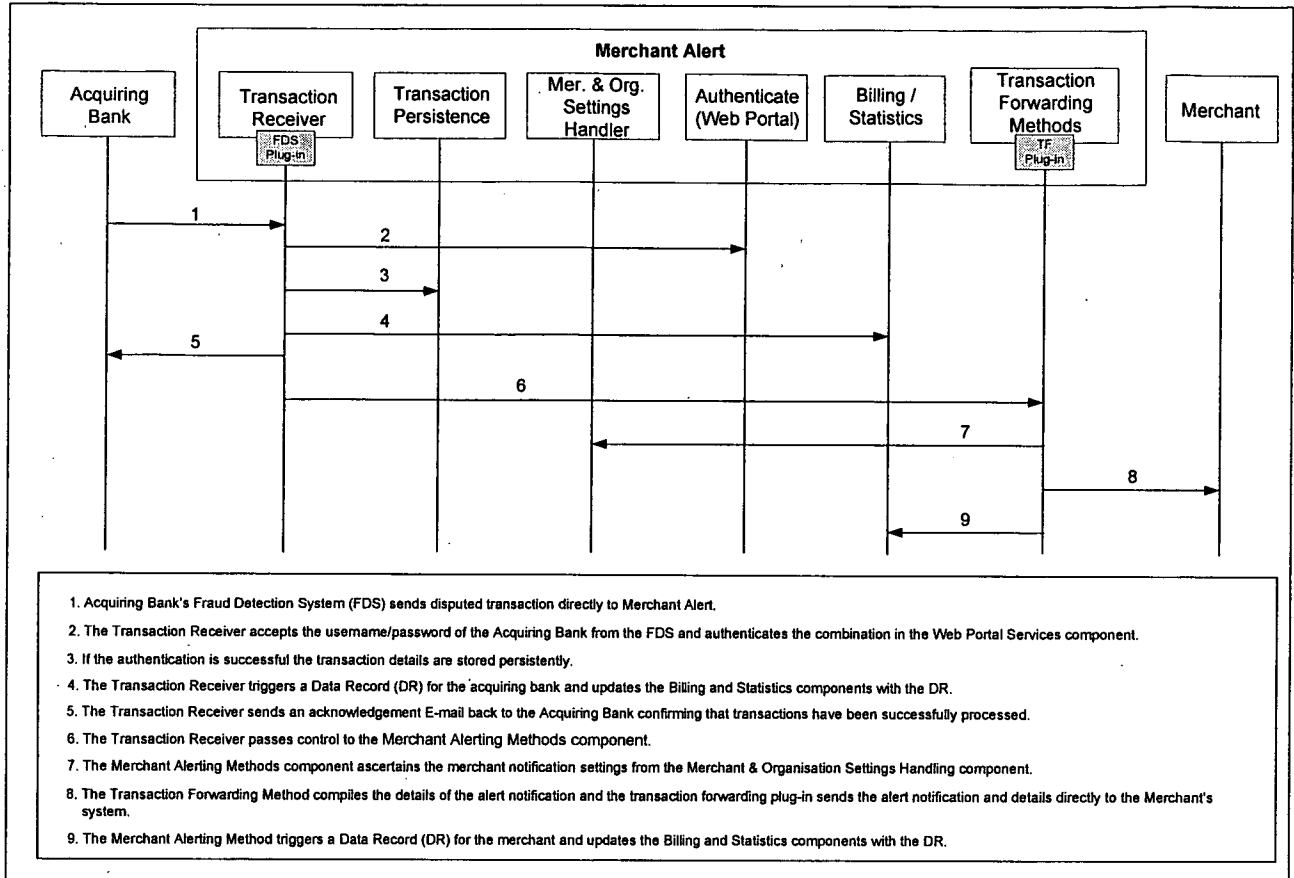 Merchant Alert
Acquiring
Bank
Transaction
Receiver
FDS
Plug-in
Transaction
Persistence
Mer. & Org.
Settings
Handler
Authenticate
(Web Portal)
Billing /
Statistics
Transaction
Forwarding
Methods
TF
Plug-in
Merchant
1
2
3
4
5
6
7
8
9
1. Acquiring Bank's Fraud Detection System (FDS) sends disputed transaction directly to Merchant Alert.
2. The Transaction Receiver accepts the username/password of the Acquiring Bank from the FDS and authenticates the combination in the Web Portal Services component.
3. If the authentication is successful the transaction details are stored persistently.
4. The Transaction Receiver triggers a Data Record (DR) for the acquiring bank and updates the Billing and Statistics components with the DR.
5. The Transaction Receiver sends an acknowledgement E-mail back to the Acquiring Bank confirming that transactions have been successfully processed.
6. The Transaction Receiver passes control to the Merchant Alerting Methods component.
7. The Merchant Alerting Methods component ascertains the merchant notification settings from the Merchant & Organisation Settings Handling component.
8. The Transaction Forwarding Method compiles the details of the alert notification and the transaction forwarding plug-in sends the alert notification and details directly to the Merchant's
system.
9. The Merchant Alerting Method triggers a Data Record (DR) for the merchant and updates the Billing and Statistics components with the DR.